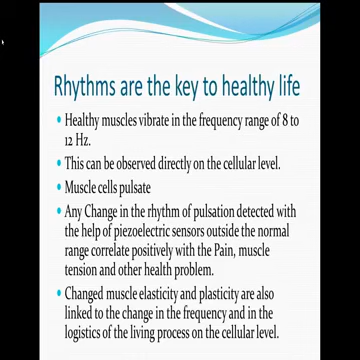 Rhythms are the key to healthy life
• Healthy muscles vibrate in the frequency range of 8 to
12 Hz.
• This can be observed directly on the cellular level.
• Muscle cells pulsate
• Any Change in the rhythm of pulsation detected with
the help of piezoelectric sensors outside the normal
range correlate positively with the Pain, muscle
tension and other health problem.
• Changed muscle elasticity and plasticity are also
linked to the change in the frequency and in the
logistics of the living process on the cellular level.